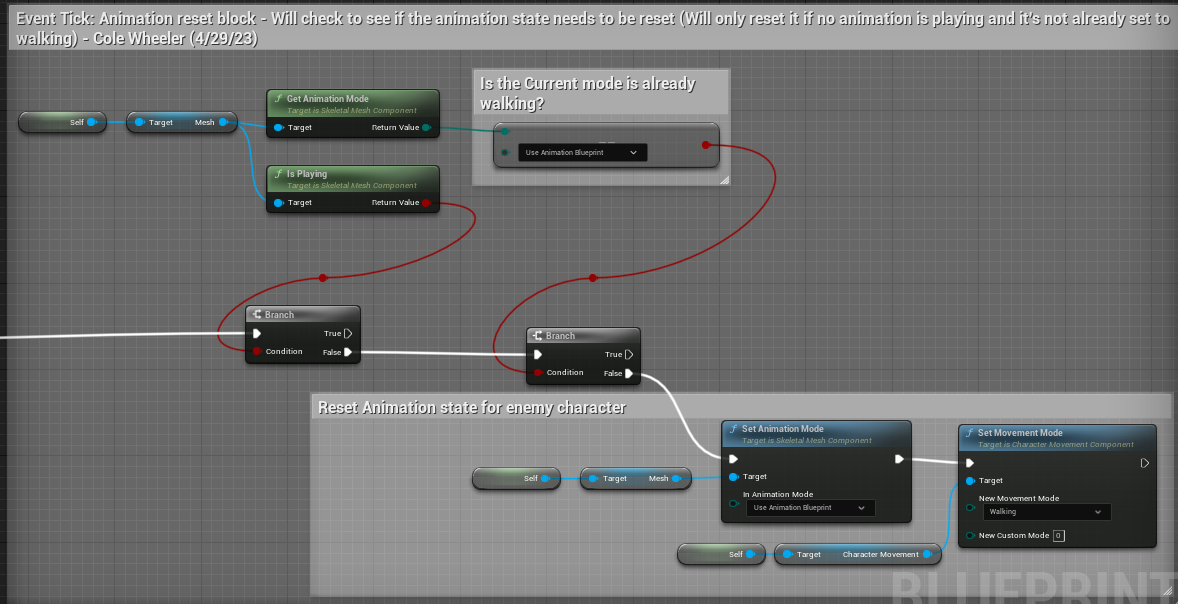 Event Tick: Animation reset block - Will check to see if the animation state needs to be reset (Will only reset it if no animation is playing and it's not already set to
walking) - Cole Wheeler (4/29/23)
Is the Current mode is already
walking?
Get Animation Mode
Target is Skeletal Mesh Component
Self
Target Mesh
Target Return Value
==
Use Animation Blueprint
Is Playing
Target is Skeletal Mesh Component
Target Return Value
Branch
True
Condition False
Branch
True
Condition False
Reset Animation state for enemy character
Set Animation Mode
Target is Skeletal Mesh Component
Self
Target Mesh
Target
In Animation Mode
Use Animation Blueprint
Set Movement Mode
Target is Character Movement Component
Target
New Movement Mode
Walking
New Custom Mode 0
Self
Target Character Movement
BLUEPRINT